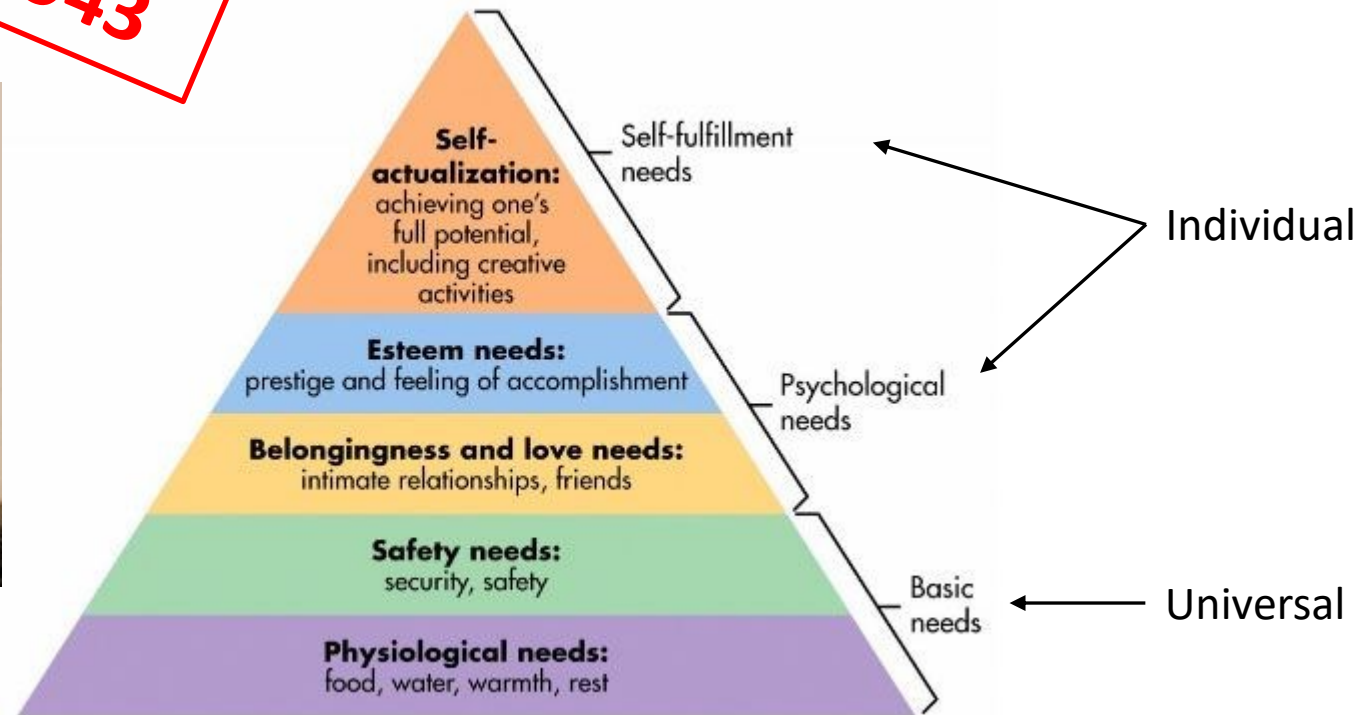 Self-
actualization:
achieving one's
full potential,
including creative
activities
Self-fulfillment
needs
Individual
Esteem needs:
prestige and feeling of accomplishment
Psychological
needs
Belongingness and love needs:
intimate relationships, friends
Safety needs:
security, safety
Basic
needs
Universal
Physiological needs:
food, water, warmth, rest